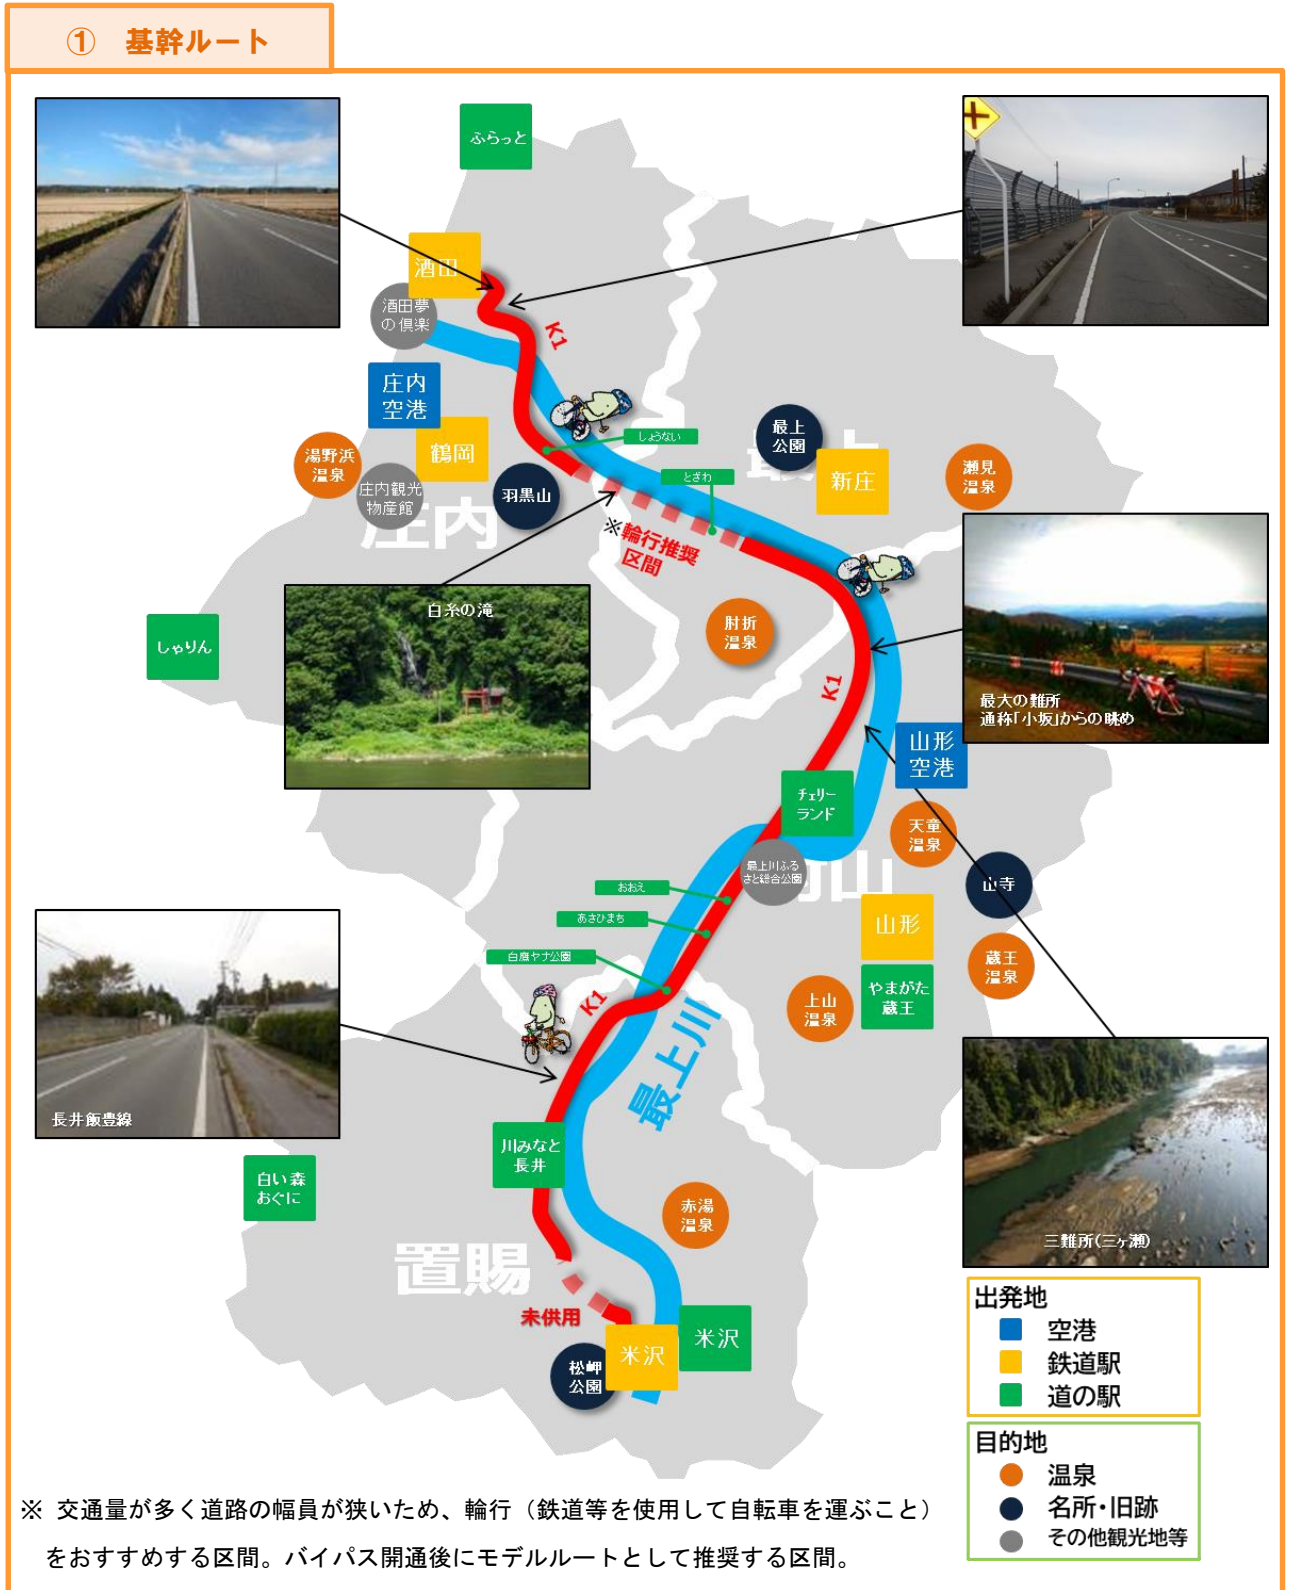 ① 基幹ルート
ふらっと
酒田
酒田夢
の倶楽
K1
庄内
空港
鶴岡
湯野浜
温泉
庄内観光
物産館
羽黒山
庄内
しょうない
とざわ
最上
公園
最上
新庄
瀬見
温泉
※輪行推奨
区間
白糸の滝
しゃりん
肘折
温泉
K1
最大の難所
通称「小坂」からの眺め
山形
空港
チェリー
ランド
天童
温泉
最上川ふる
さと総合公園
山寺
村山
おおえ
あさひまち
白鷹ヤナ公園
山形
蔵王
温泉
やまがた
蔵王
上山
温泉
K1
最上川
長井飯豊線
川みなと
長井
白い森
おぐに
赤湯
温泉
三難所(三ヶ瀬)
置賜
未供用
米沢
米沢
松岬
公園
出発地
空港
鉄道駅
道の駅
目的地
温泉
名所・旧跡
その他観光地等
※ 交通量が多く道路の幅員が狭いため、輪行（鉄道等を使用して自転車を運ぶこと）
をおすすめする区間。バイパス開通後にモデルルートとして推奨する区間。